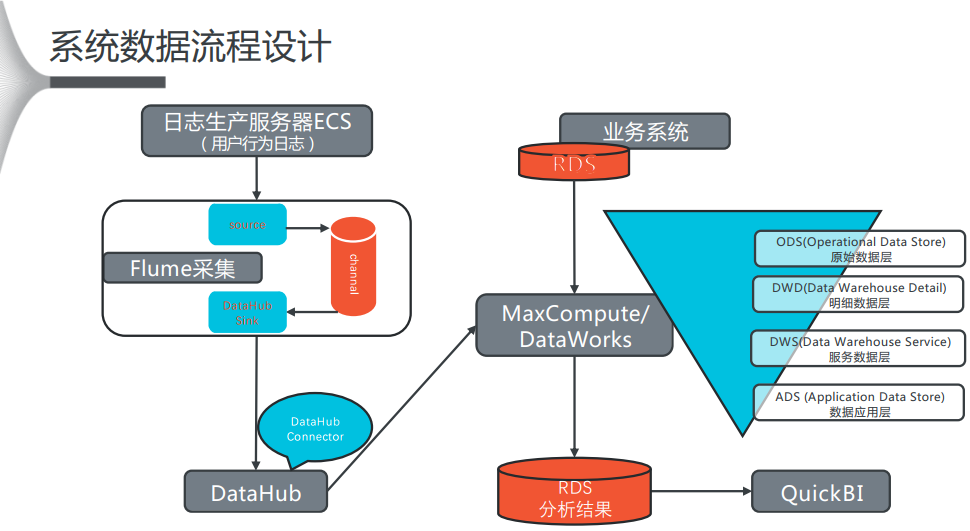 系统数据流程设计
日志生产服务器ECS
（用户行为日志）
业务系统
RDS
source
channal
Flume采集
DataHub
Sink
ODS(Operational Data Store)
原始数据层
DWD(Data Warehouse Detail)
明细数据层
MaxCompute/
DataWorks
DWS(Data Warehouse Service)
服务数据层
ADS (Application Data Store)
数据应用层
DataHub
Connector
DataHub
RDS
分析结果
QuickBI